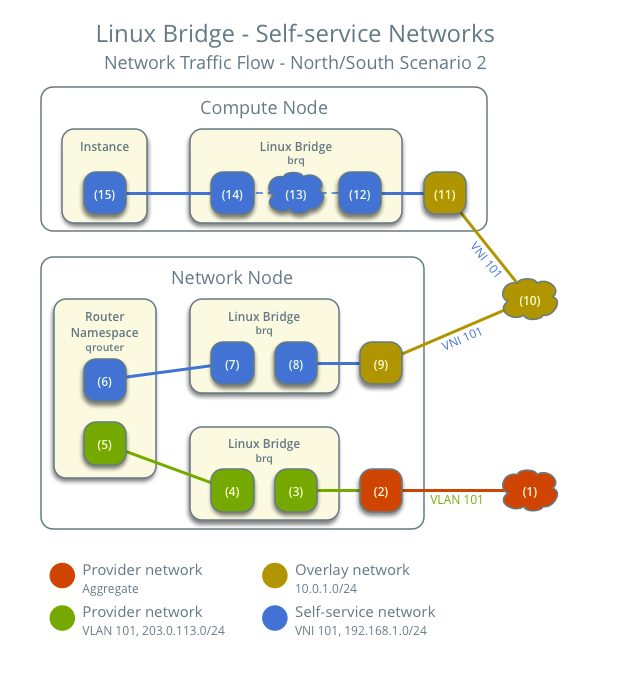 Linux Bridge - Self-service Networks
Network Traffic Flow - North/South Scenario 2
Compute Node
Instance
Linux Bridge
brq
(15)
(14)
(13)
(12)
(11)
VNI 101
(10)
Network Node
Router
Namespace
qrouter
Linux Bridge
brq
(6)
(7)
(8)
(9)
VNI 101
(5)
Linux Bridge
brq
(4)
(3)
(2)
VLAN 101
(1)
Provider network
Aggregate
Overlay network
10.0.1.0/24
Provider network
VLAN 101, 203.0.113.0/24
Self-service network
VNI 101, 192.168.1.0/24